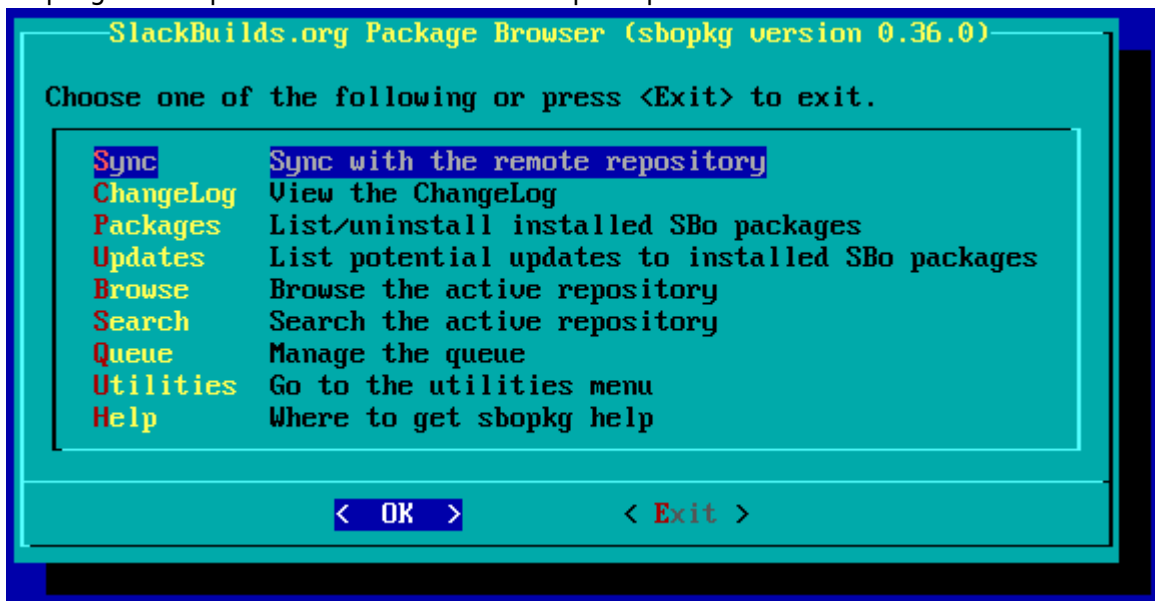 SlackBuilds.org Package Browser (sbopkg version 0.36.0)
Choose one of the following or press <Exit> to exit.
Sync Sync with the remote repository
ChangeLog View the ChangeLog
Packages List/uninstall installed SBo packages
Updates List potential updates to installed SBo packages
Browse Browse the active repository
Search Search the active repository
Queue Manage the queue
Utilities Go to the utilities menu
Help Where to get sbopkg help
< OK > < Exit >